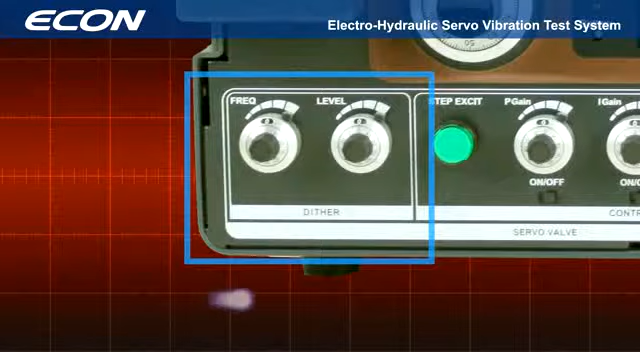 ECON
Electro-Hydraulic Servo Vibration Test System
FREQ
LEVEL
STEP EXCIT
PGain
IGain
ON/OFF
DITHER
SERVO VALVE